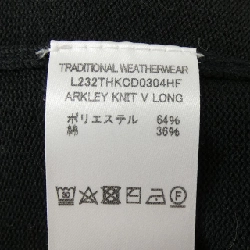 TRADITIONAL WEATHERWEAR
L232THKCD0304HF
ARKLEY KNIT V LONG
ポリエステル 64%
綿 36%